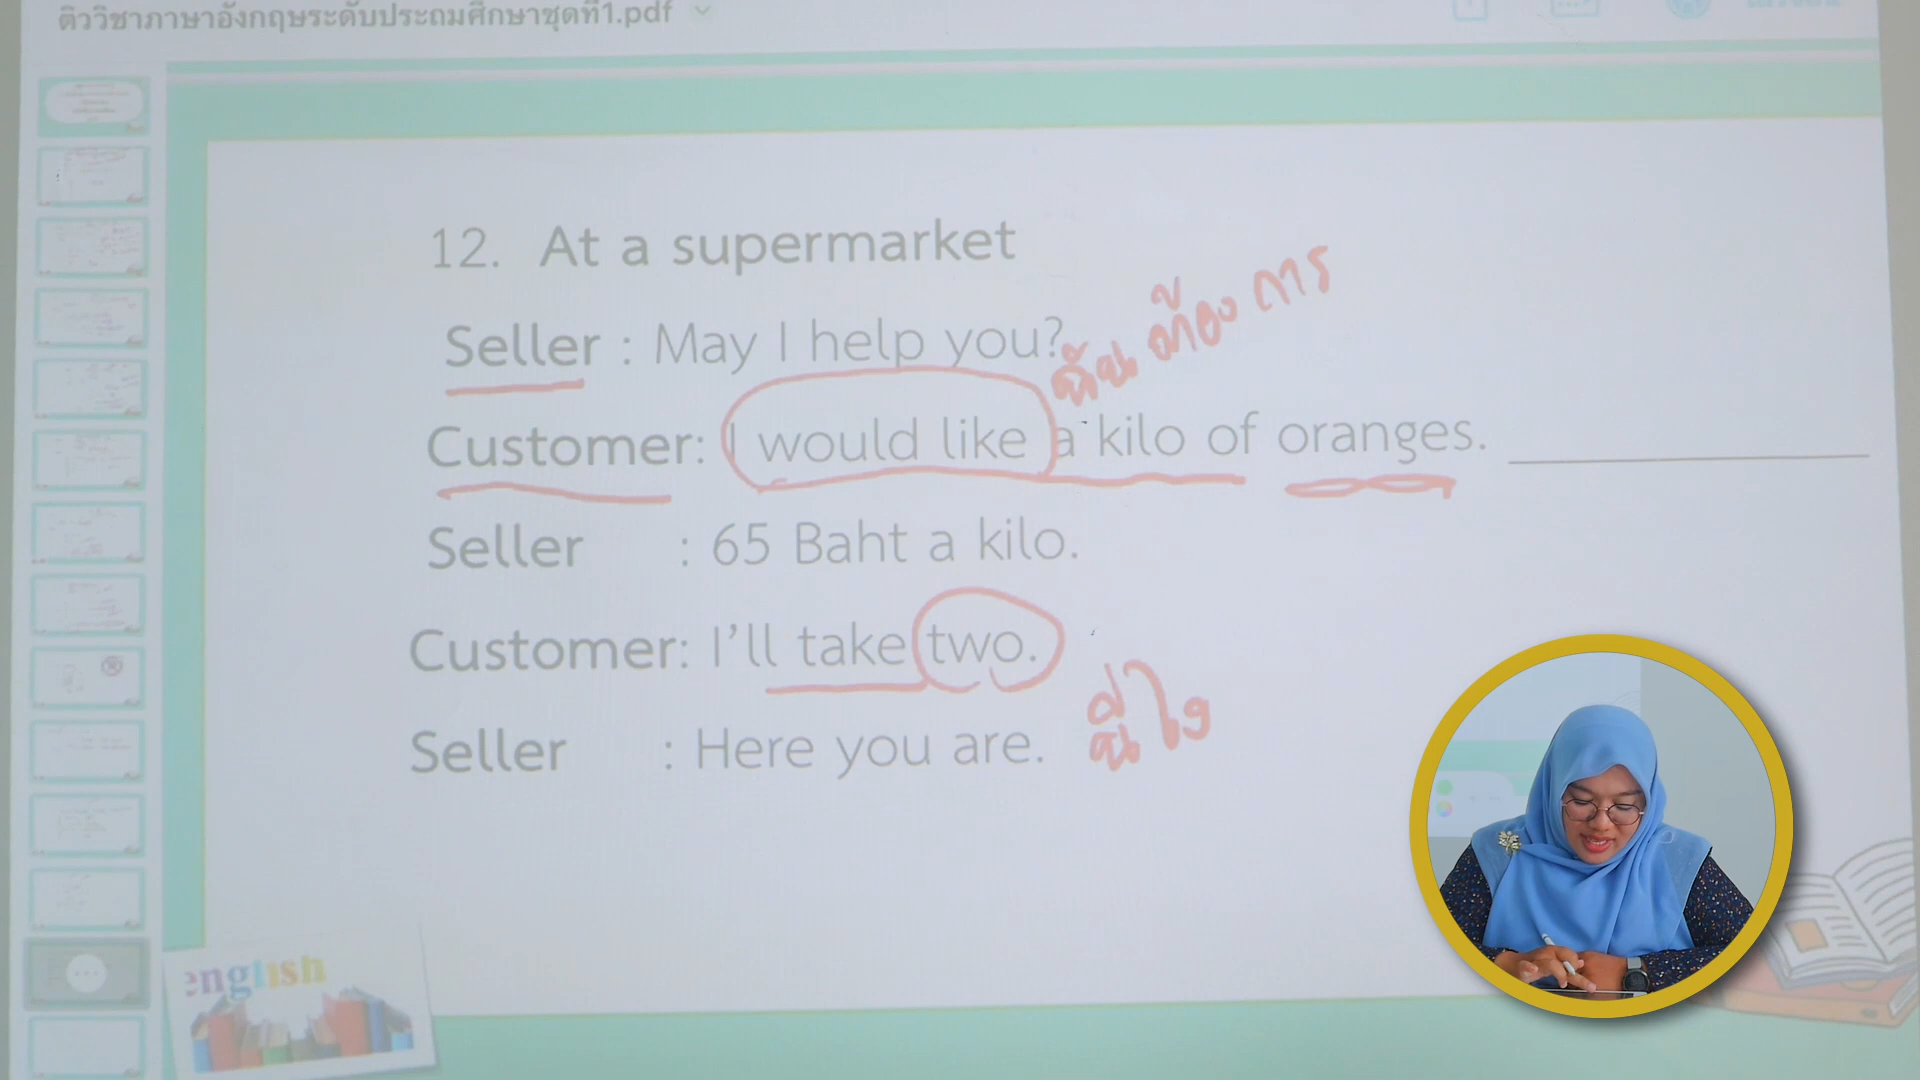 ติววิชาภาษาอังกฤษระดับประถมศึกษาชุดที่1.pdf
12. At a supermarket
Seller : May I help you?
ฉัน ต้องการ
Customer: I would like a kilo of oranges. __________
Seller : 65 Baht a kilo.
Customer: I'll take two.
Seller : Here you are. นี่ไง
english